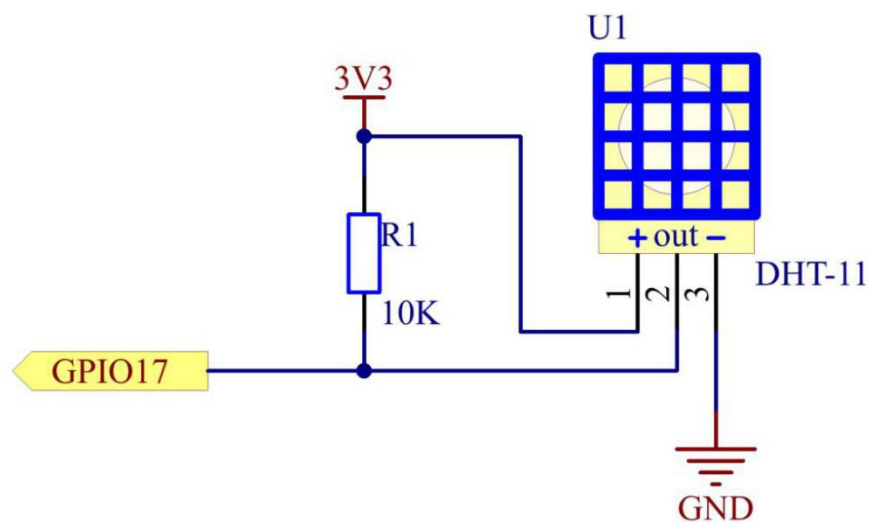 U1
3V3
R1
+ out −
DHT-11
1
2
3
10K
GPIO17
GND